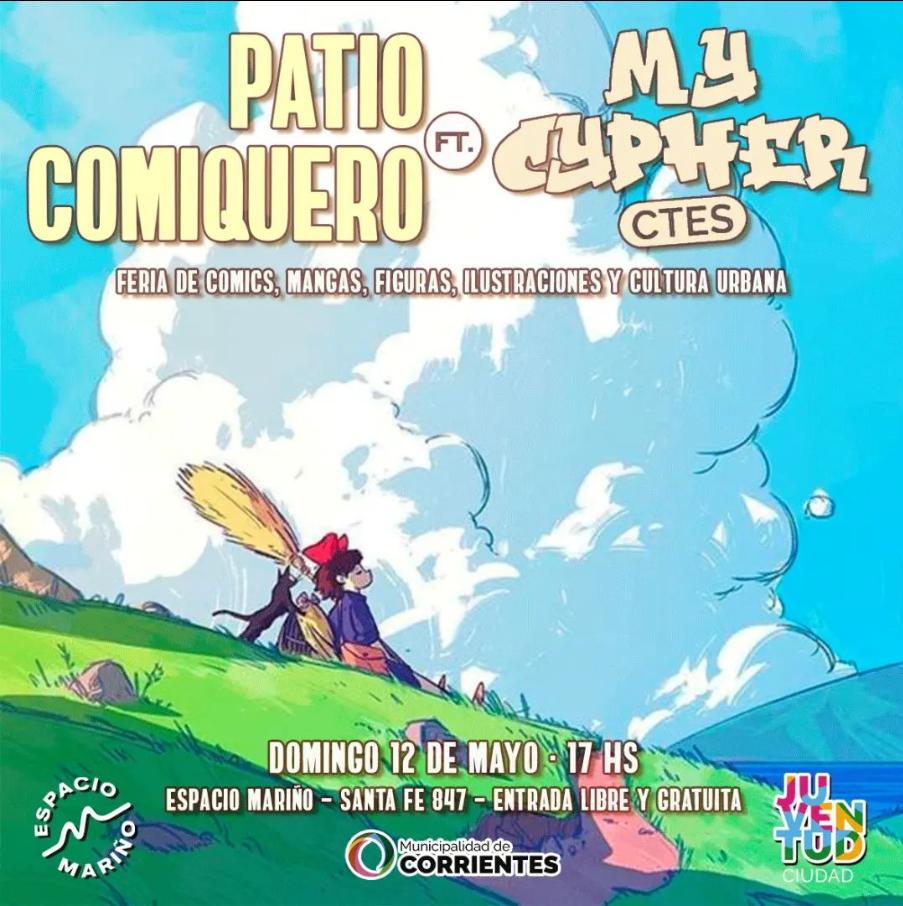 PATIO
COMIQUERO
FT.
MY
CYPHER
CTES
FERIA DE COMICS, MANGAS, FIGURAS, ILUSTRACIONES Y CULTURA URBANA
DOMINGO 12 DE MAYO · 17 HS
ESPACIO MARIÑO - SANTA FE 847 - ENTRADA LIBRE Y GRATUITA
ESPACIO
MARIÑO
Municipalidad de
CORRIENTES
JU
VEN
TUD
CIUDAD